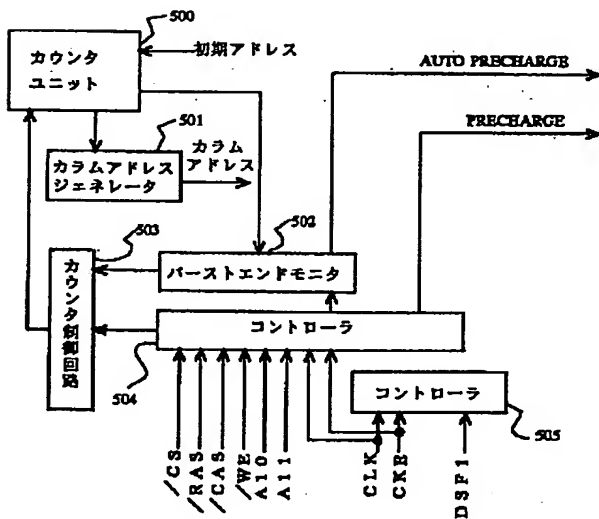 500
カウンタ
ユニット
初期アドレス
AUTO PRECHARGE
PRECHARGE
501
カラムアドレス
ジェネレータ
カラム
アドレス
502
503
バーストエンドモニタ
カウンタ制御回路
コントローラ
504
コントローラ
505
/CS
/RAS
/CAS
/WE
A10
A11
CLK
CKE
DSF1